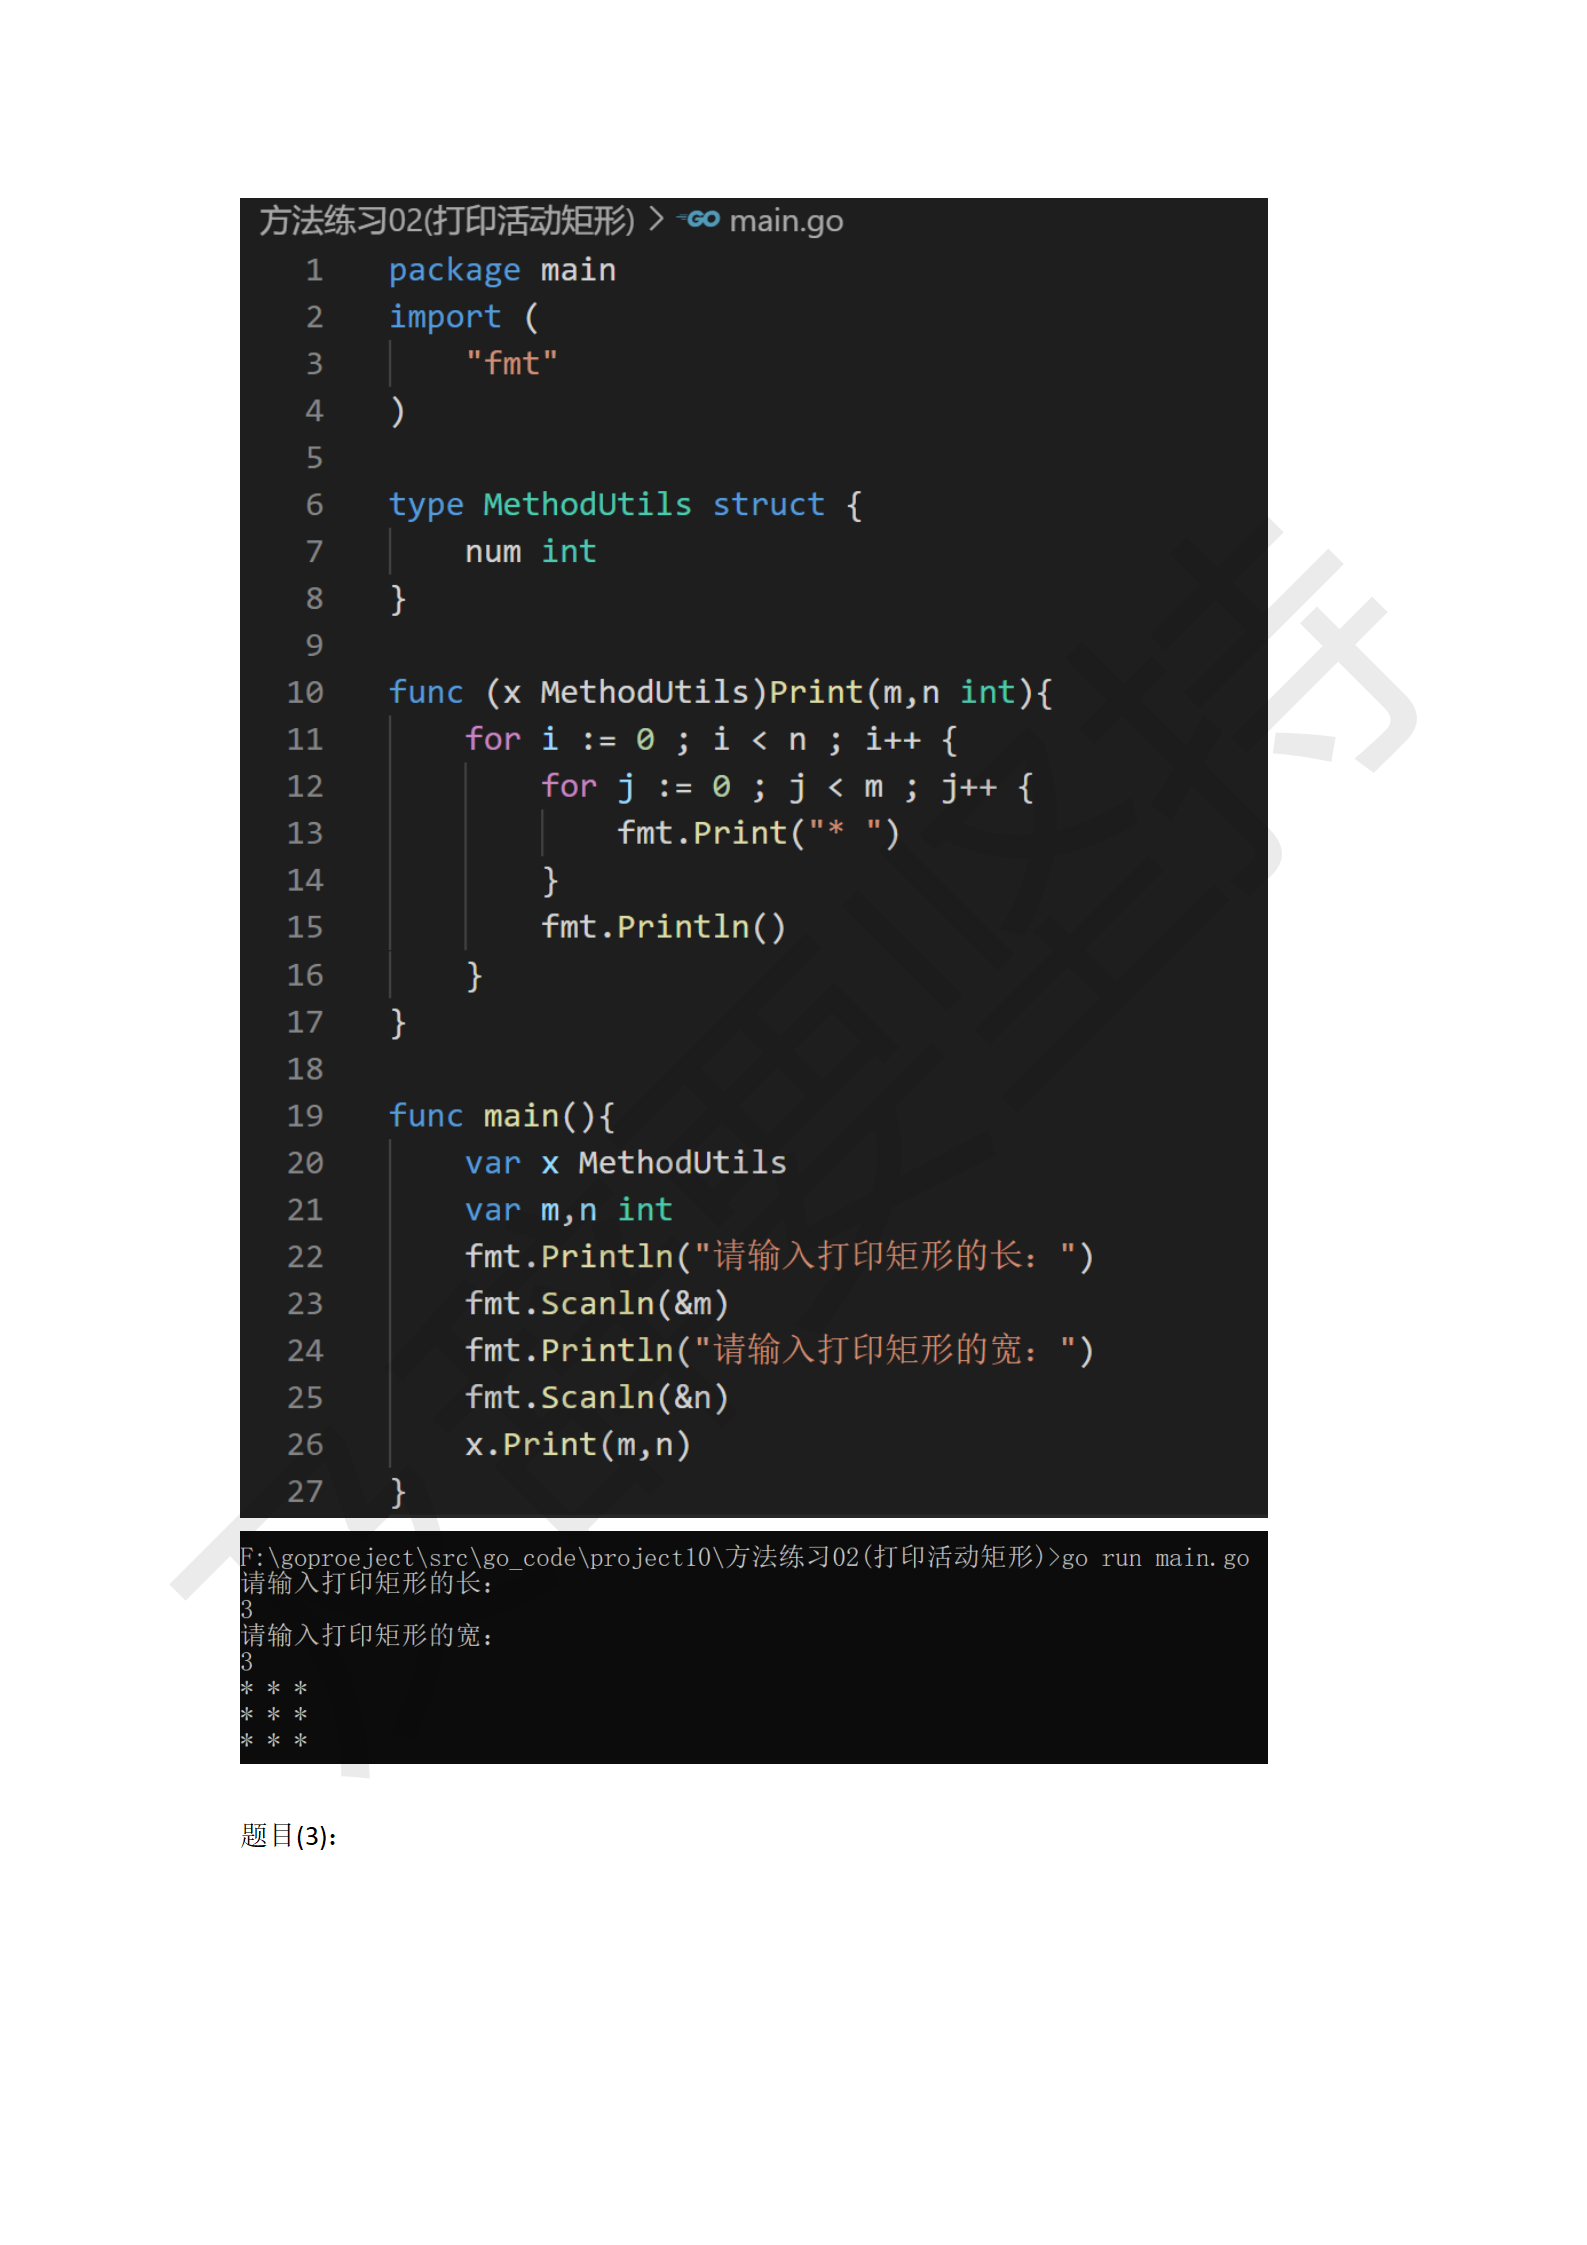 方法练习02(打印活动矩形) > GO main.go
1 package main
2 import (
3 "fmt"
4 )
5
6 type MethodUtils struct {
7 num int
8 }
9
10 func (x MethodUtils)Print(m,n int){
11 for i := 0 ; i < n ; i++ {
12 for j := 0 ; j < m ; j++ {
13 fmt.Print("* ")
14 }
15 fmt.Println()
16 }
17 }
18
19 func main(){
20 var x MethodUtils
21 var m,n int
22 fmt.Println("请输入打印矩形的长：")
23 fmt.Scanln(&m)
24 fmt.Println("请输入打印矩形的宽：")
25 fmt.Scanln(&n)
26 x.Print(m,n)
27 }
F:\goproeject\src\go_code\project10\方法练习02(打印活动矩形)>go run main.go
请输入打印矩形的长：
3
请输入打印矩形的宽：
3
* * *
* * *
* * *
题目(3)：